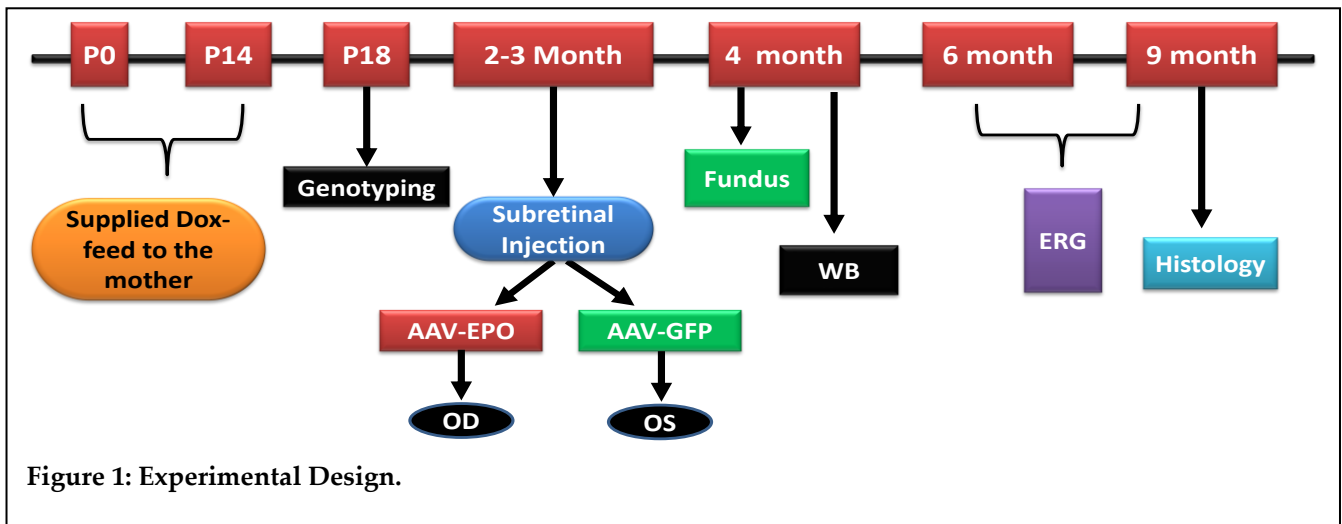 P0 P14 P18 2-3 Month 4 month 6 month 9 month
Supplied Dox-
feed to the
mother
Genotyping
Subretinal
Injection
AAV-EPO
AAV-GFP
OD
OS
Fundus
WB
ERG
Histology
Figure 1: Experimental Design.